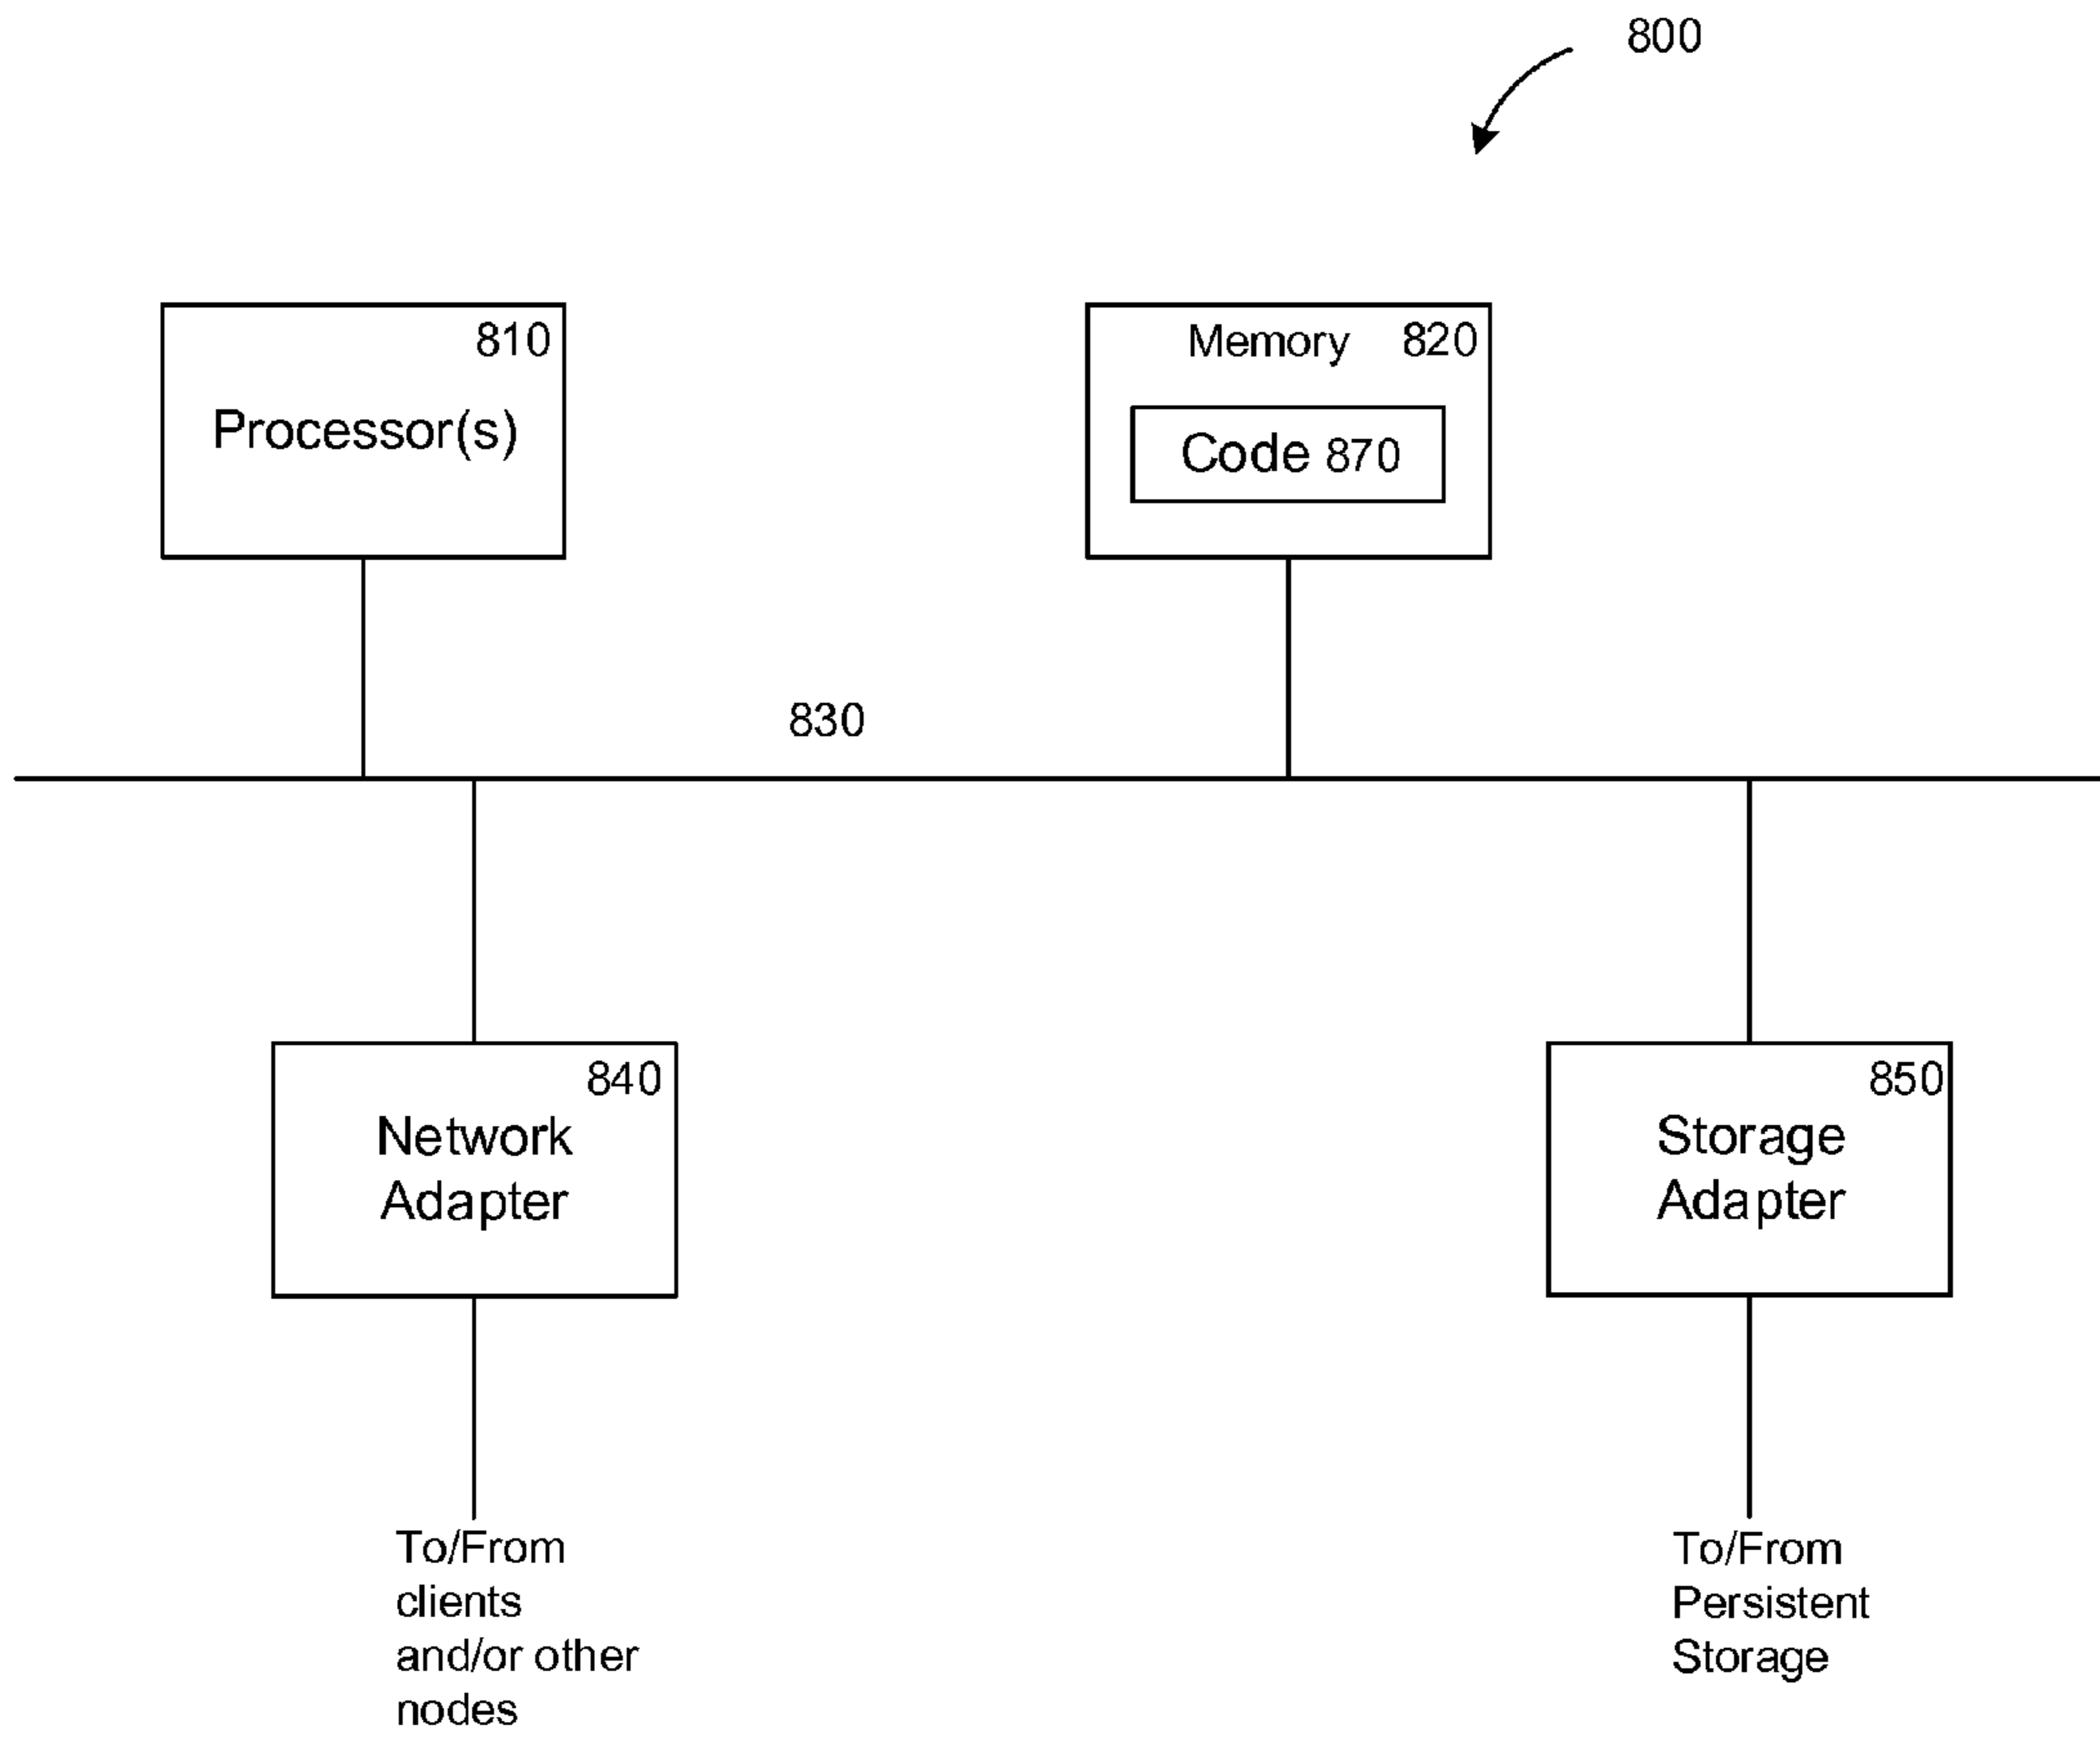 800
810
Processor(s)
Memory 820
Code 870
830
840
Network
Adapter
850
Storage
Adapter
To/From
clients
and/or other
nodes
To/From
Persistent
Storage